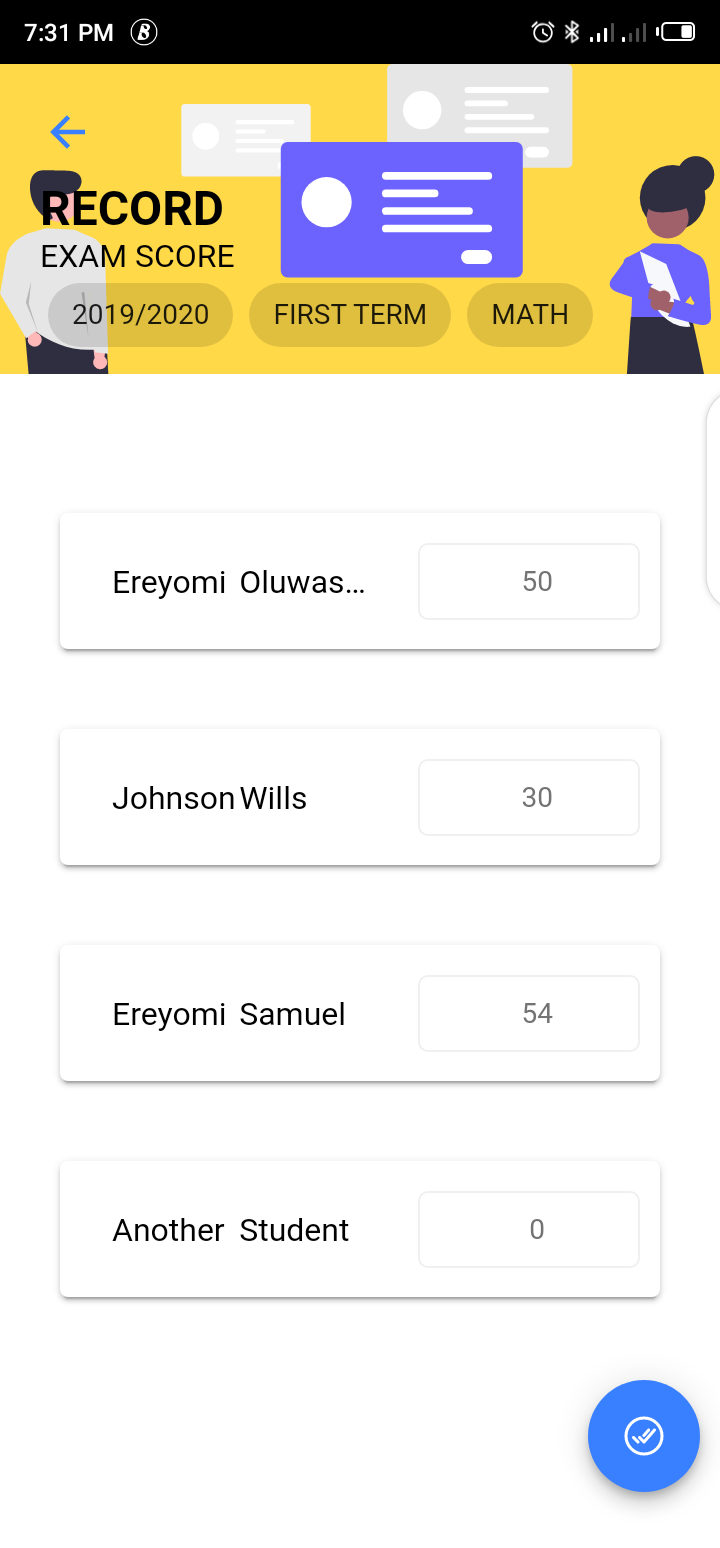 7:31 PM
RECORD
EXAM SCORE
2019/2020 FIRST TERM MATH
Ereyomi Oluwas... 50
Johnson Wills 30
Ereyomi Samuel 54
Another Student 0